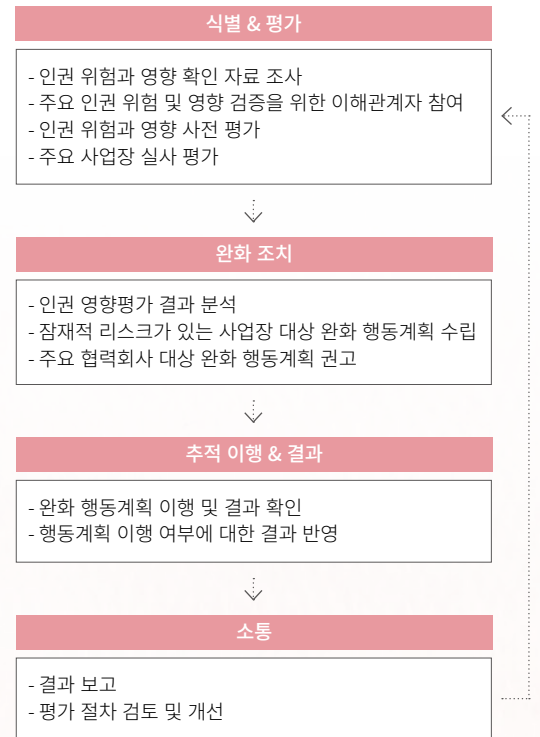 식별 & 평가
- 인권 위험과 영향 확인 자료 조사
- 주요 인권 위험 및 영향 검증을 위한 이해관계자 참여
- 인권 위험과 영향 사전 평가
- 주요 사업장 실사 평가
완화 조치
- 인권 영향평가 결과 분석
- 잠재적 리스크가 있는 사업장 대상 완화 행동계획 수립
- 주요 협력회사 대상 완화 행동계획 권고
추적 이행 & 결과
- 완화 행동계획 이행 및 결과 확인
- 행동계획 이행 여부에 대한 결과 반영
소통
- 결과 보고
- 평가 절차 검토 및 개선